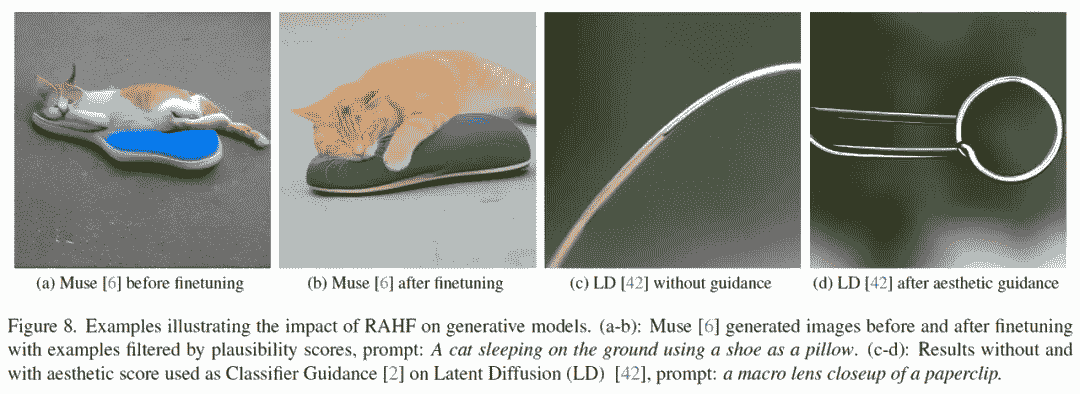 (a) Muse [6] before finetuning
(b) Muse [6] after finetuning
(c) LD [42] without guidance
(d) LD [42] after aesthetic guidance
Figure 8. Examples illustrating the impact of RAHF on generative models. (a-b): Muse [6] generated images before and after finetuning
with examples filtered by plausibility scores, prompt: A cat sleeping on the ground using a shoe as a pillow. (c-d): Results without and
with aesthetic score used as Classifier Guidance [2] on Latent Diffusion (LD) [42], prompt: a macro lens closeup of a paperclip.